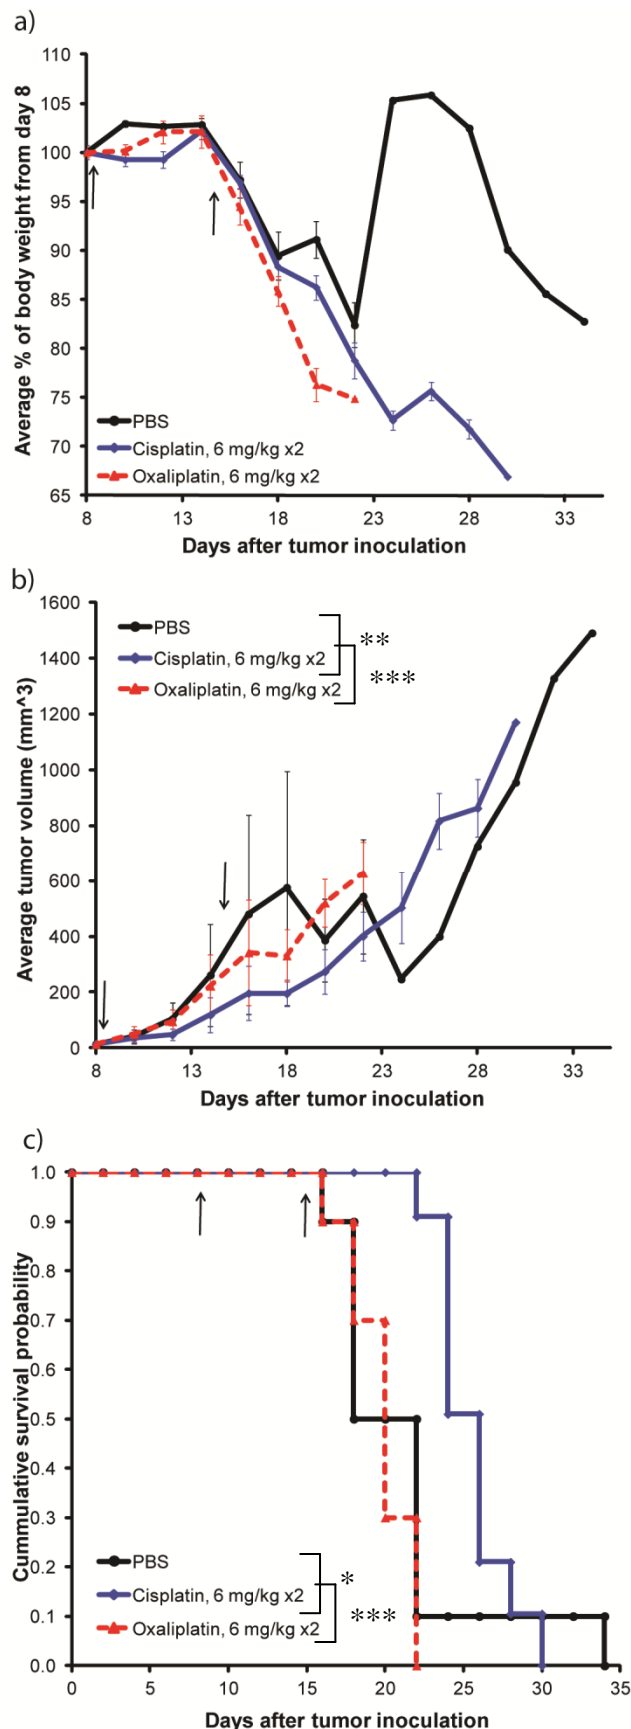 a)
110
105
100
95
90
85
80
75
70
65
Average % of body weight from day 8
PBS
Cisplatin, 6 mg/kg x2
Oxaliplatin, 6 mg/kg x2
8 13 18 23 28 33
Days after tumor inoculation
b)
1600
1400
1200
1000
800
600
400
200
0
Average tumor volume (mm^3)
PBS
Cisplatin, 6 mg/kg x2
Oxaliplatin, 6 mg/kg x2
**
***
8 13 18 23 28 33
Days after tumor inoculation
c)
1.0
0.9
0.8
0.7
0.6
0.5
0.4
0.3
0.2
0.1
0.0
Cummulative survival probability
PBS
Cisplatin, 6 mg/kg x2
Oxaliplatin, 6 mg/kg x2
*
***
0 5 10 15 20 25 30 35
Days after tumor inoculation